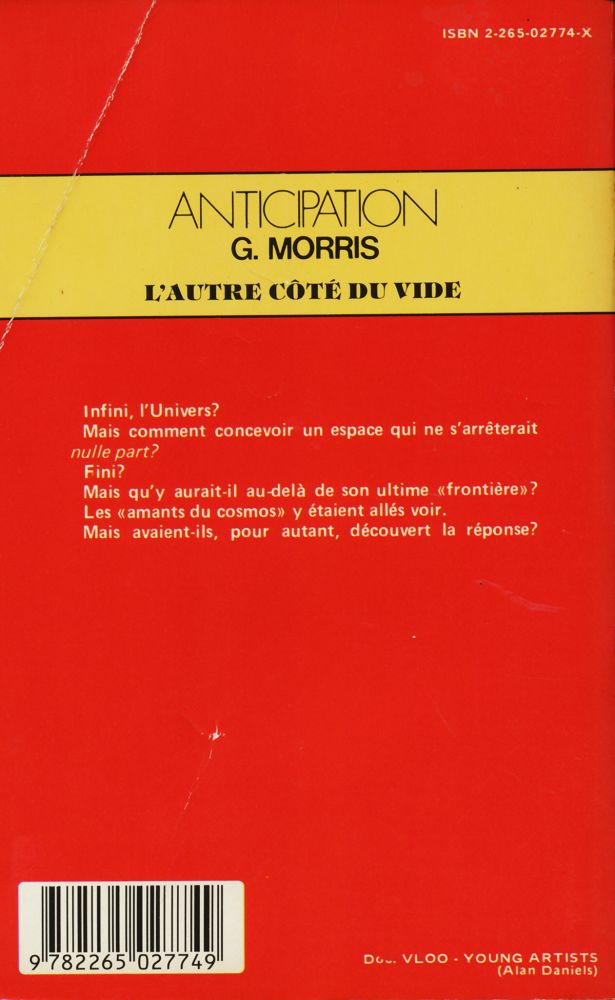 ISBN 2-265-02774-X
ANTICIPATION
G. MORRIS
L'AUTRE CÔTÉ DU VIDE
Infini, l'Univers?
Mais comment concevoir un espace qui ne s'arrêterait
nulle part?
Fini?
Mais qu'y aurait-il au-delà de son ultime «frontière»?
Les «amants du cosmos» y étaient allés voir.
Mais avaient-ils, pour autant, découvert la réponse?
9 782265 027749
VLOO - YOUNG ARTISTS
(Alan Daniels)